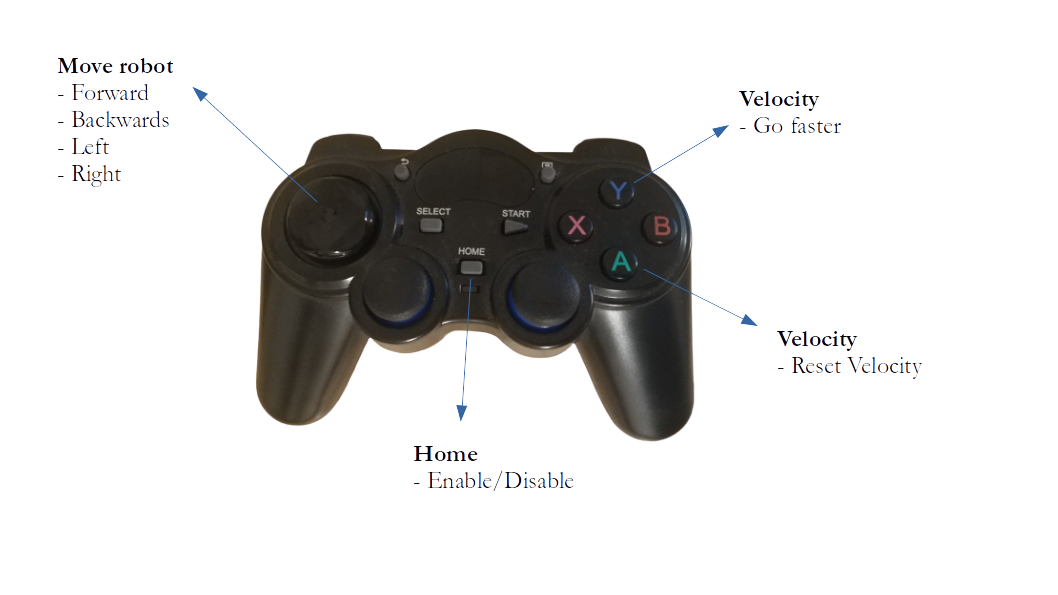 Move robot
- Forward
- Backwards
- Left
- Right
Velocity
- Go faster
SELECT
START
HOME
Y
X
B
A
Velocity
- Reset Velocity
Home
- Enable/Disable